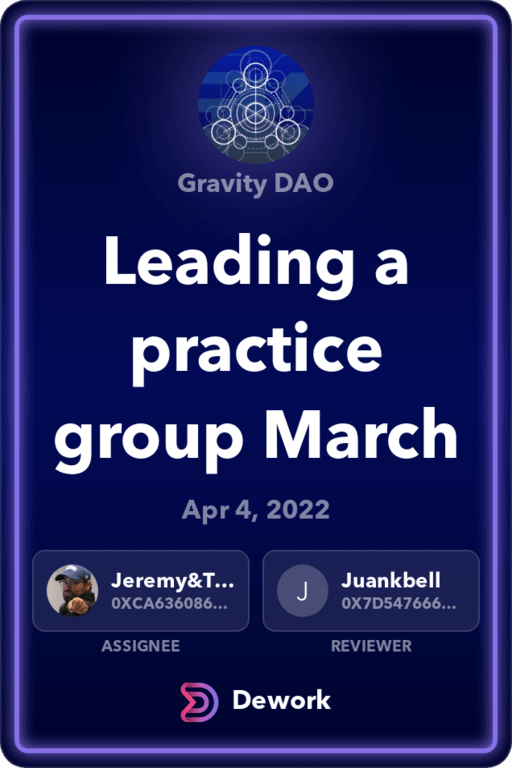 Gravity DAO
Leading a
practice
group March
Apr 4, 2022
Jeremy&T...
0XCA636086...
ASSIGNEE
J
Juankbell
0X7D547666...
REVIEWER
Dework